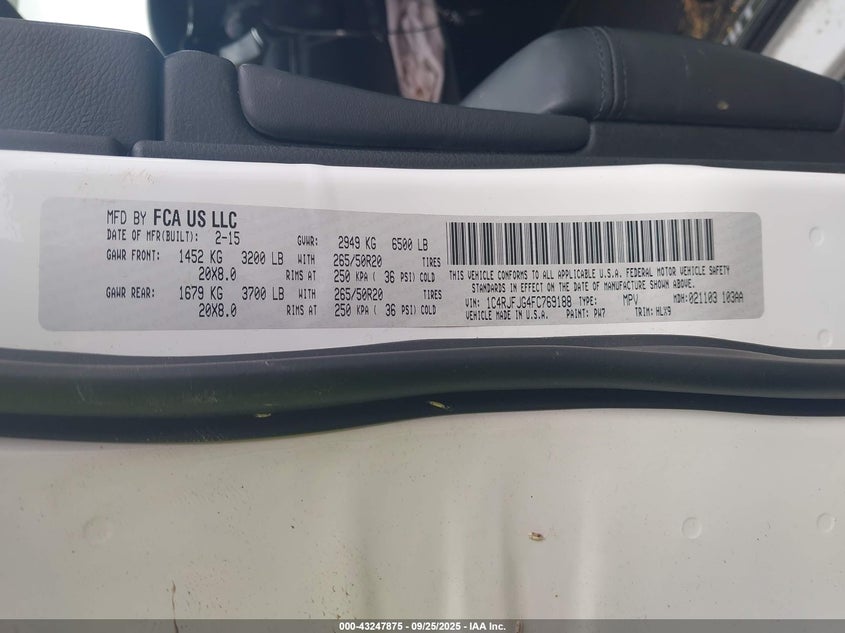 MFD BY FCA US LLC
DATE OF MFR(BUILT): 2-15 GVWR: 2949 KG 6500 LB
GAWR FRONT: 1452 KG 3200 LB WITH 265/50R20 TIRES
20X8.0 RIMS AT 250 KPA ( 36 PSI) COLD
GAWR REAR: 1679 KG 3700 LB WITH 265/50R20 TIRES
20X8.0 RIMS AT 250 KPA ( 36 PSI) COLD
THIS VEHICLE CONFORMS TO ALL APPLICABLE U.S.A. FEDERAL MOTOR VEHICLE SAFETY
STANDARDS IN EFFECT ON THE DATE OF MANUFACTURE SHOWN ABOVE.
VIN: 1C4RJFJG4FC769188 TYPE: MPV MDH: 021103 103AA
VEHICLE MADE IN U.S.A. PAINT: PW7 TRIM: HLX9
000-43247875 - 09/25/2025 - IAA Inc.